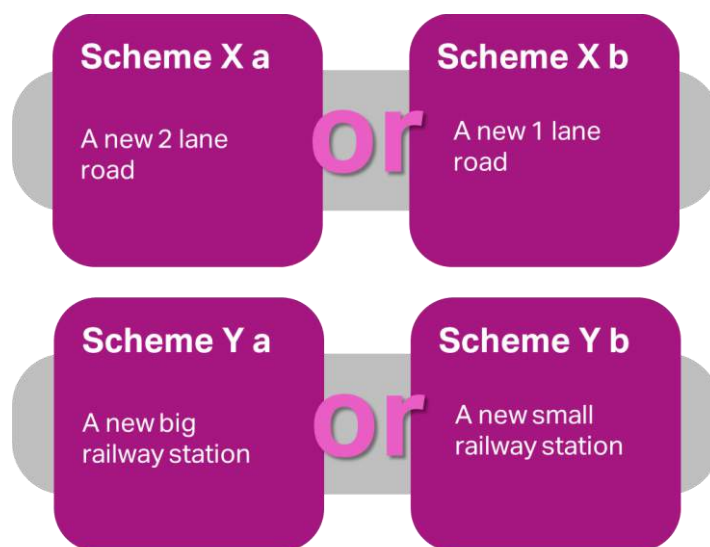 Scheme X a
A new 2 lane
road
or
Scheme X b
A new 1 lane
road
Scheme Y a
A new big
railway station
or
Scheme Y b
A new small
railway station